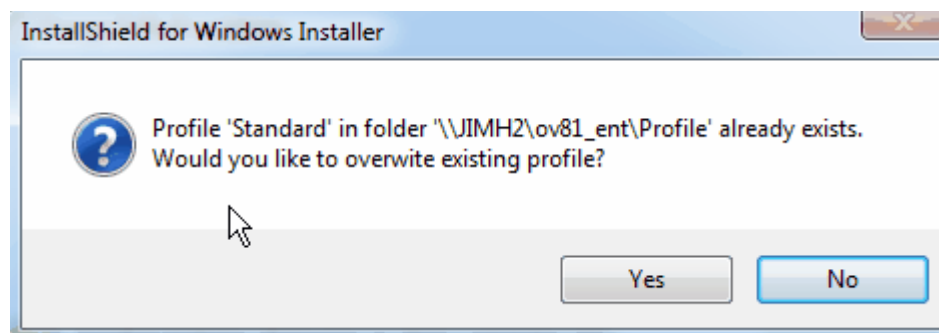 InstallShield for Windows Installer
Profile 'Standard' in folder '\\JIMH2\ov81_ent\Profile' already exists.
Would you like to overwite existing profile?
Yes
No